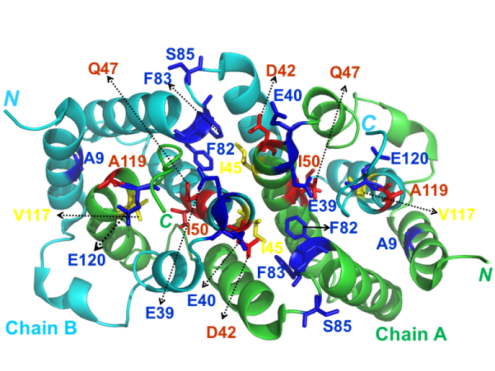 S85
Q47
F83
D42
Q47
N
E40
C
F82
A9
A119
I45
I50
E120
A119
E39
V117
C
I50
F82
V117
I45
A9
E120
F83
N
E39
E40
Chain B
D42
S85
Chain A